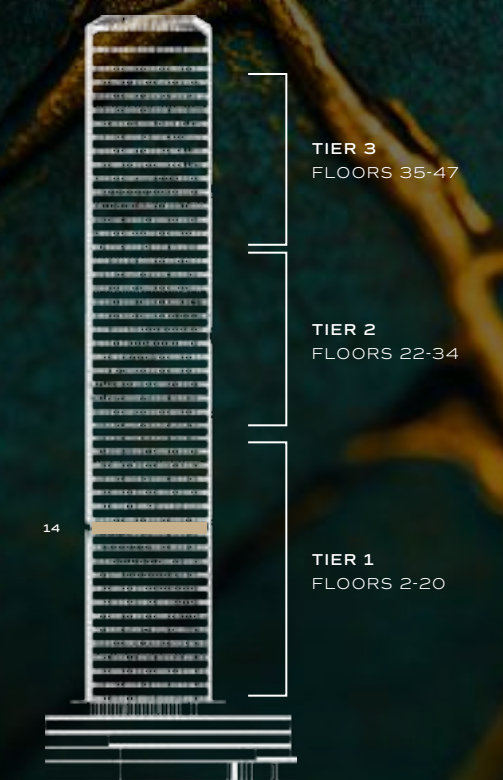 TIER 3
FLOORS 35-47
TIER 2
FLOORS 22-34
14
TIER 1
FLOORS 2-20